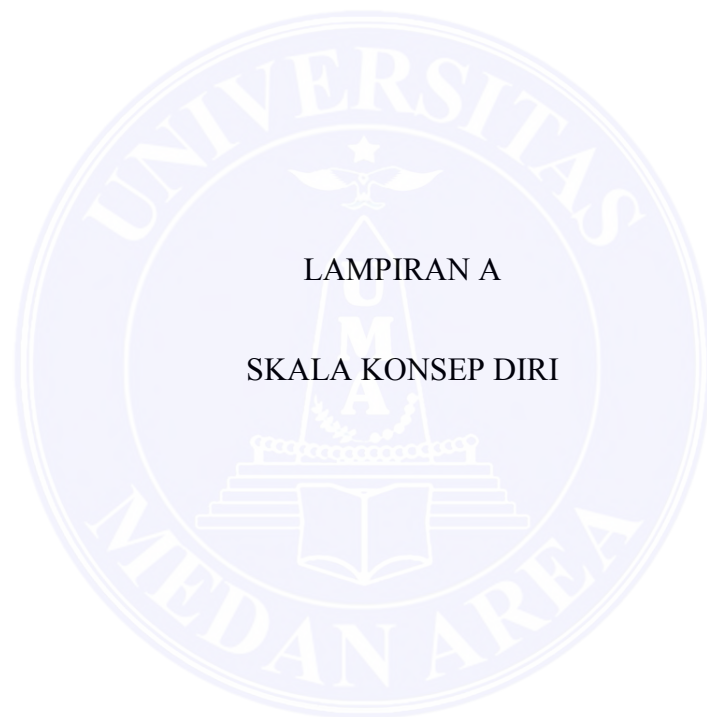 UNIVERSITAS
LAMPIRAN A
U
M
SKALA KONSEP DIRI
A
MEDAN AREA